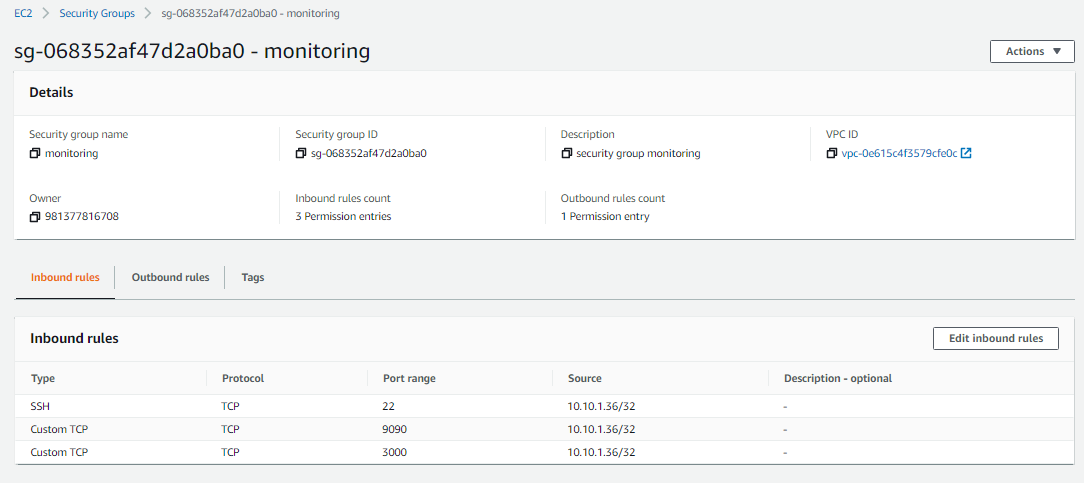 EC2 > Security Groups > sg-068352af47d2a0ba0 - monitoring
sg-068352af47d2a0ba0 - monitoring
Actions
Details
Security group name Security group ID Description VPC ID
monitoring sg-068352af47d2a0ba0 security group monitoring vpc-0e615c4f3579cfe0c
Owner Inbound rules count Outbound rules count
981377816708 3 Permission entries 1 Permission entry
Inbound rules Outbound rules Tags
Inbound rules Edit inbound rules
Type Protocol Port range Source Description - optional
SSH TCP 22 10.10.1.36/32 -
Custom TCP TCP 9090 10.10.1.36/32 -
Custom TCP TCP 3000 10.10.1.36/32 -